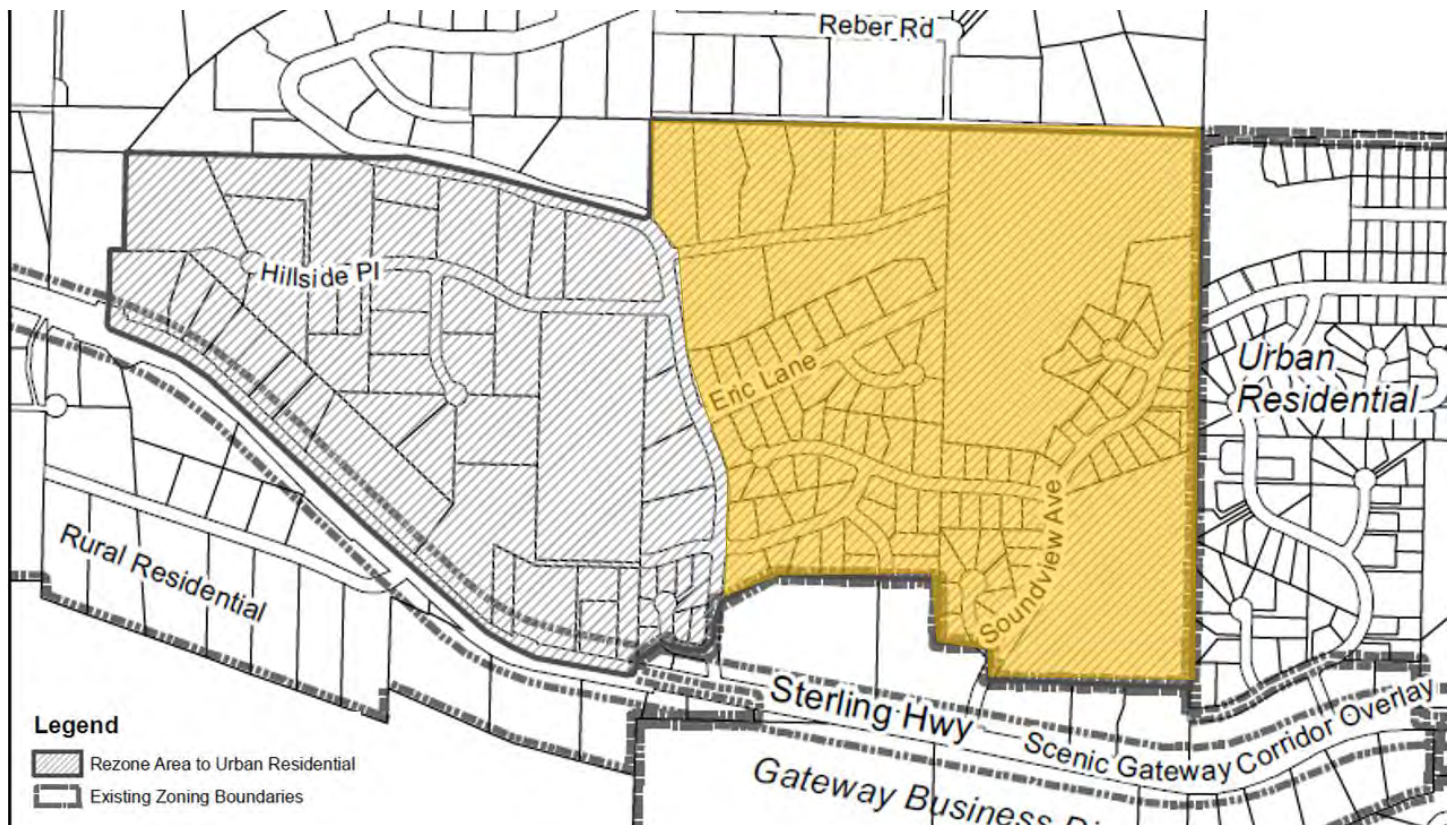 Reber Rd
Hillside Pl
Eric Lane
Urban
Residential
Rural Residential
Soundview Ave
Sterling Hwy
Scenic Gateway Corridor Overlay
Gateway Business
Legend
Rezone Area to Urban Residential
Existing Zoning Boundaries